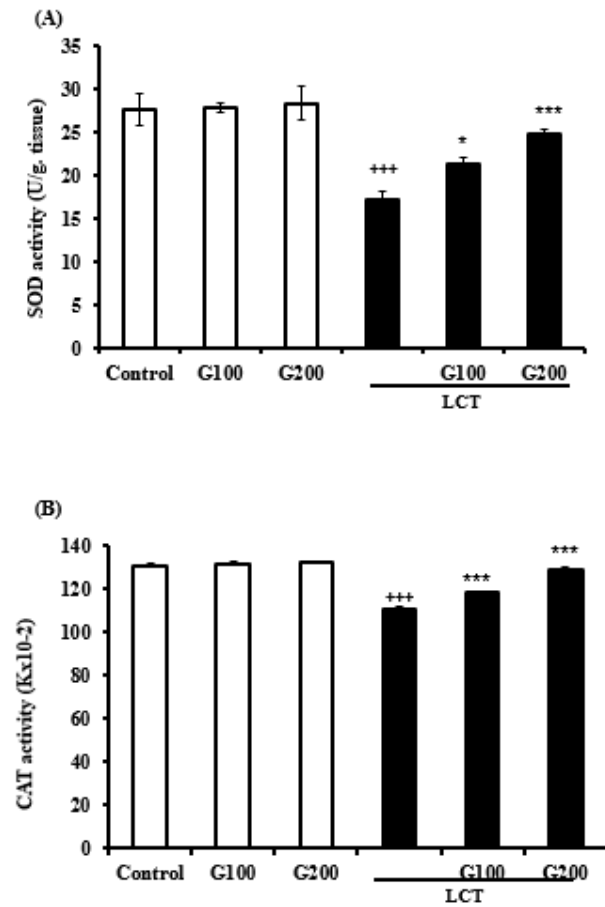 (A)
SOD activity (U/g. tissue)
35
30
25
20
15
10
5
0
+++
*
***
Control G100 G200 G100 G200
LCT
(B)
CAT activity (Kx10-2)
140
120
100
80
60
40
20
0
+++
***
***
Control G100 G200 G100 G200
LCT